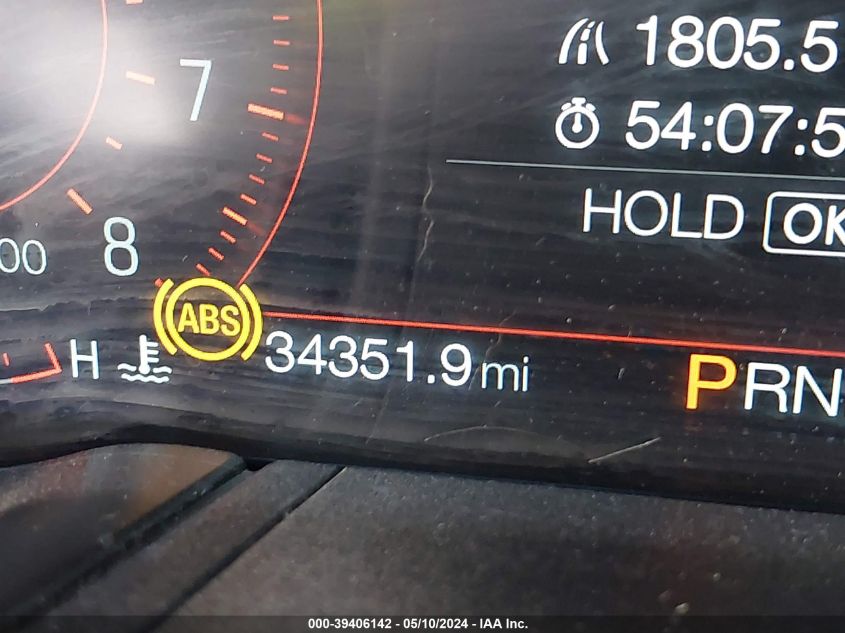 1805.5
7
54:07:5
HOLD OK
8
00
ABS
H
34351.9 mi
PRN
000-39406142 - 05/10/2024 - IAA Inc.